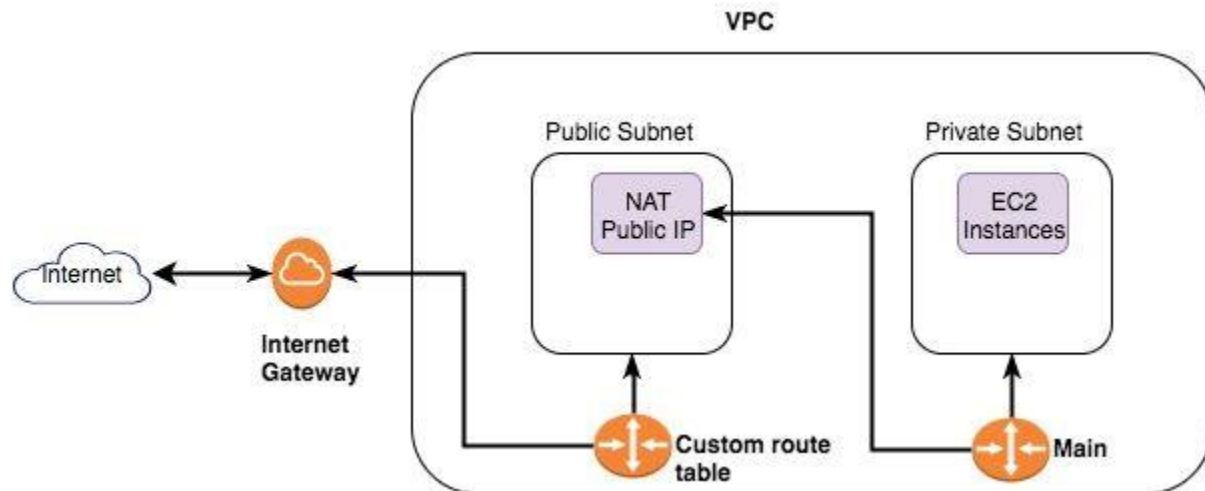 VPC
Public Subnet
Private Subnet
NAT
Public IP
EC2
Instances
Internet
Internet
Gateway
Custom route
table
Main